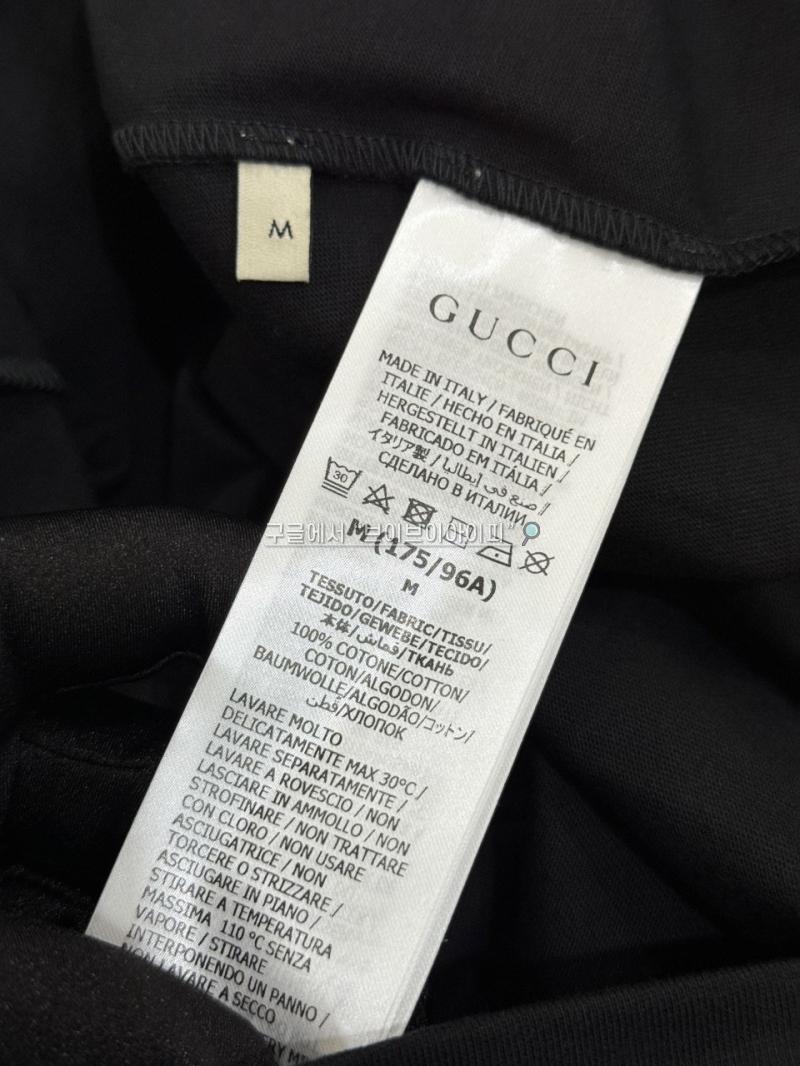 M
GUCCI
MADE IN ITALY / FABRIQUÉ EN
ITALIE / HECHO EN ITALIA /
HERGESTELLT IN ITALIEN /
FABRICADO EM ITÁLIA /
イタリア製 / صنع في إيطاليا /
СДЕЛАНО В ИТАЛИИ
30
구글에서 "브이브이아이피"
M (175/96A)
M
TESSUTO/FABRIC/TISSU/
TEJIDO/GEWEBE/TECIDO/
本体/قماش/ТКАНЬ
100% COTONE/COTTON/
COTON/ALGODON/
BAUMWOLLE/ALGODÃO/コットン/
قطن/ХЛОПОК
LAVARE MOLTO
DELICATAMENTE MAX 30°C /
LAVARE SEPARATAMENTE /
LAVARE A ROVESCIO / NON
LASCIARE IN AMMOLLO / NON
STROFINARE / NON TRATTARE
CON CLORO / NON USARE
ASCIUGATRICE / NON
TORCERE O STRIZZARE /
ASCIUGARE IN PIANO /
STIRARE A TEMPERATURA
MASSIMA 110 °C SENZA
VAPORE / STIRARE
INTERPONENDO UN PANNO /
NON LAVARE A SECCO